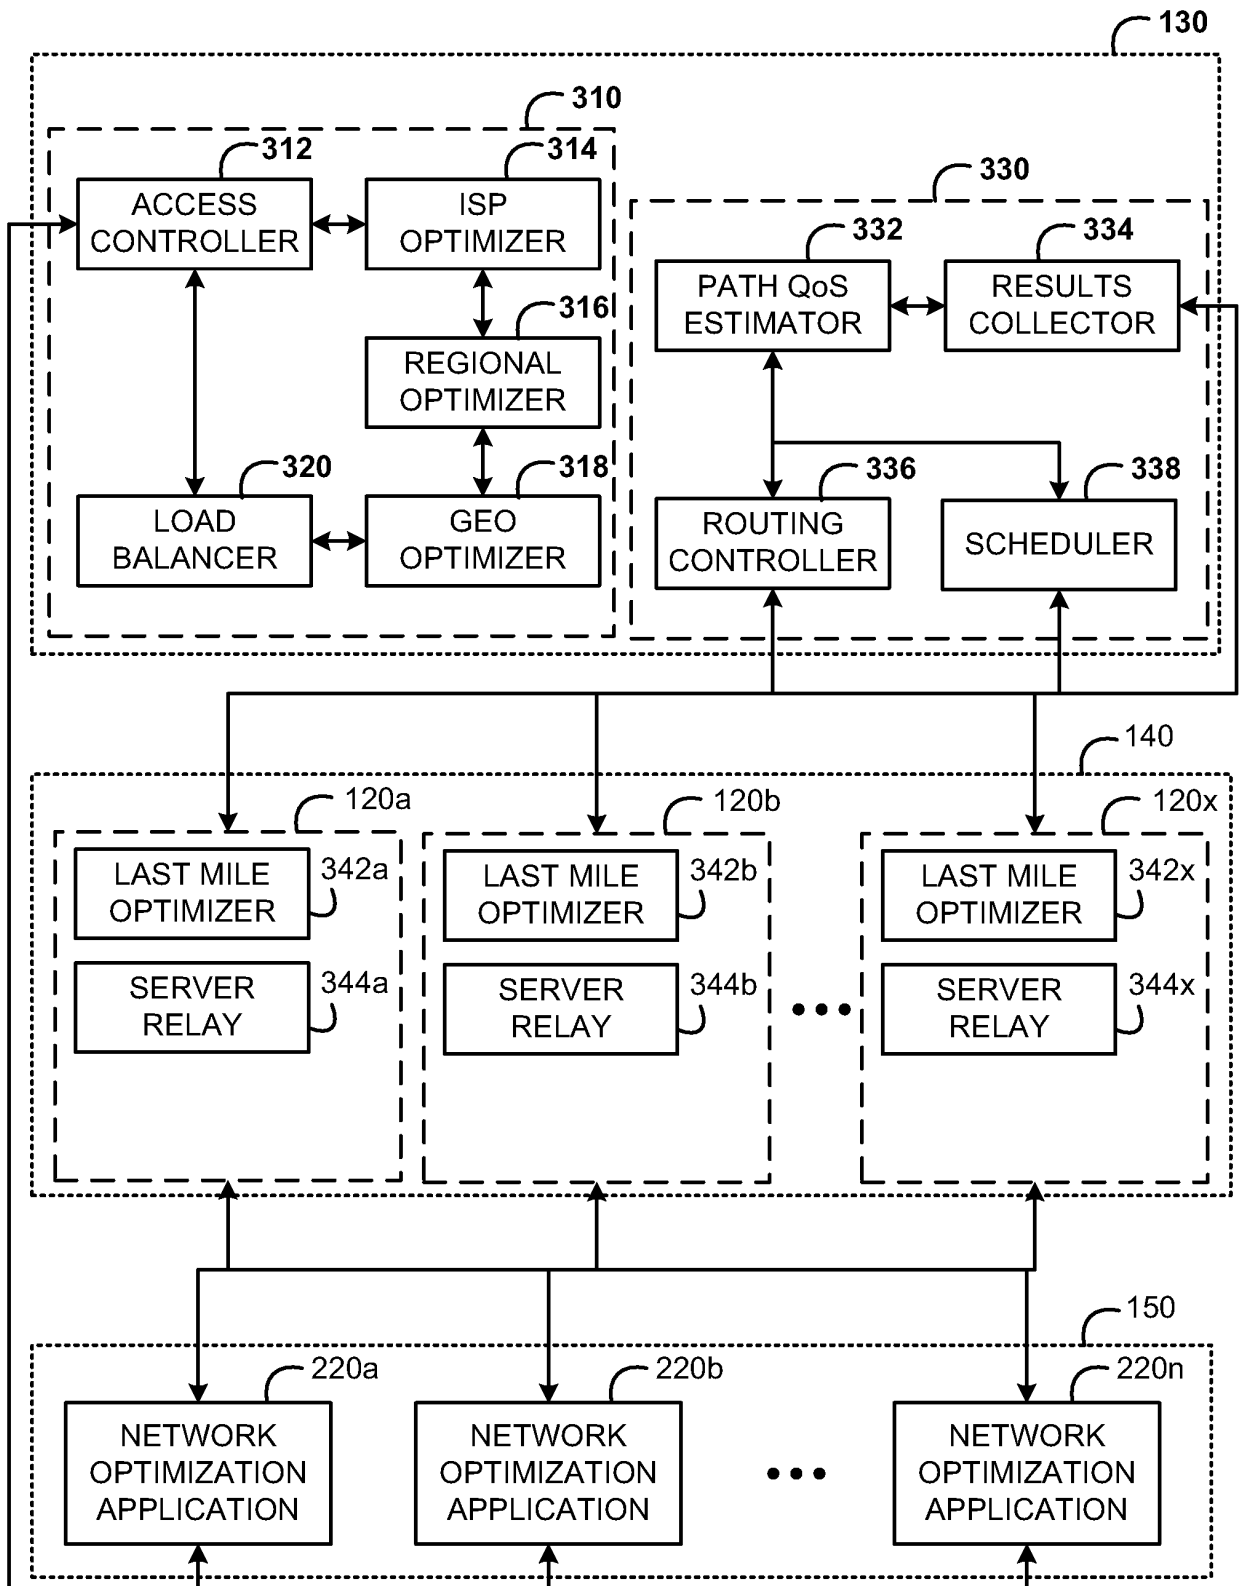 130
310
312
314
ACCESS
CONTROLLER
ISP
OPTIMIZER
316
REGIONAL
OPTIMIZER
320
318
LOAD
BALANCER
GEO
OPTIMIZER
330
332
334
PATH QoS
ESTIMATOR
RESULTS
COLLECTOR
336
338
ROUTING
CONTROLLER
SCHEDULER
140
120a
LAST MILE
OPTIMIZER
342a
SERVER
RELAY
344a
120b
LAST MILE
OPTIMIZER
342b
SERVER
RELAY
344b
120x
LAST MILE
OPTIMIZER
342x
SERVER
RELAY
344x
150
220a
NETWORK
OPTIMIZATION
APPLICATION
220b
NETWORK
OPTIMIZATION
APPLICATION
220n
NETWORK
OPTIMIZATION
APPLICATION